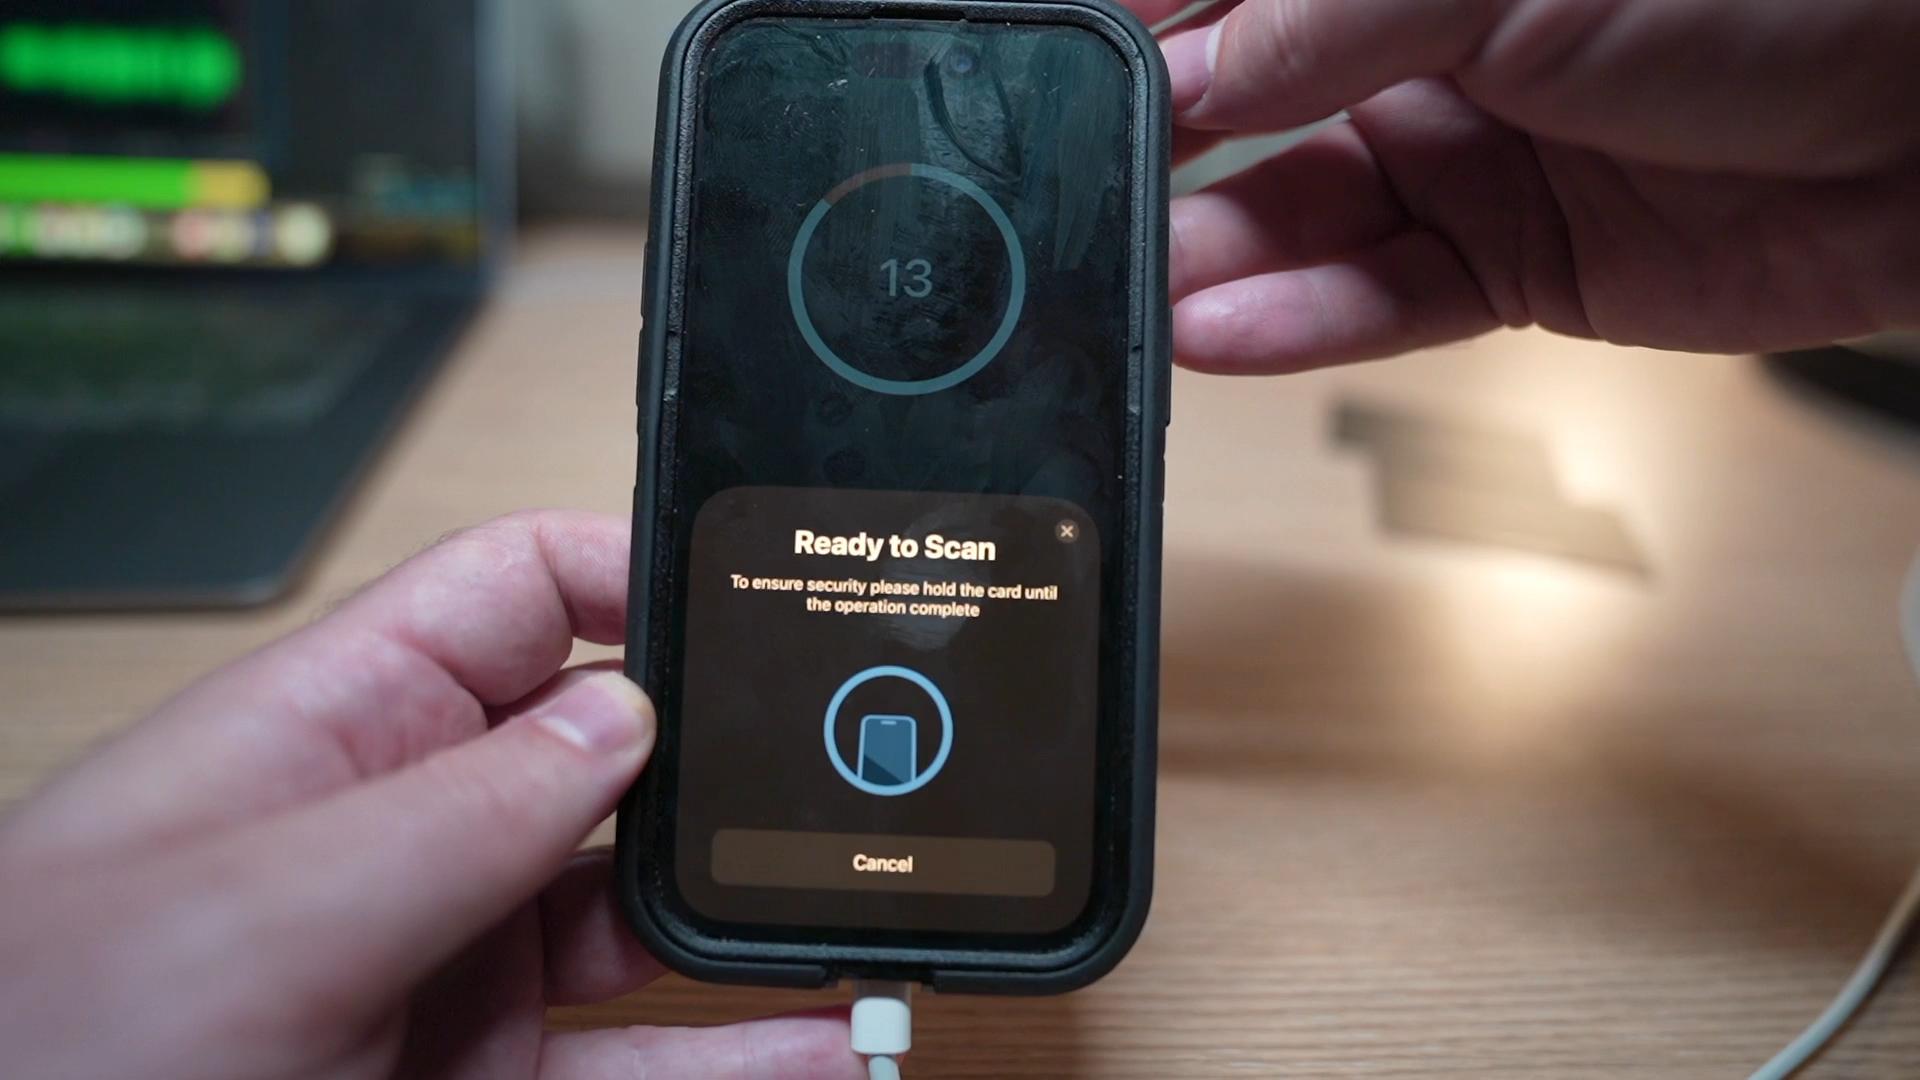 13
Ready to Scan
To ensure security please hold the card until
the operation complete
Cancel